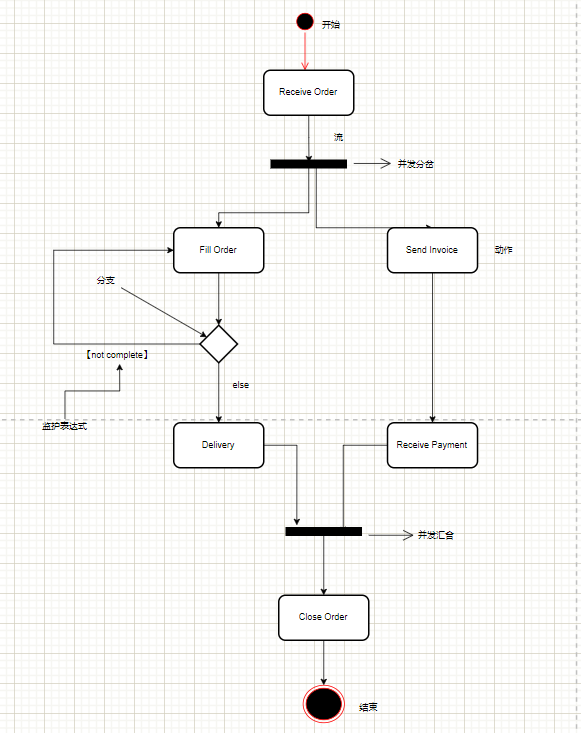 开始
Receive Order
流
并发分岔
Fill Order
Send Invoice
动作
分支
【not complete】
else
监护表达式
Delivery
Receive Payment
并发汇合
Close Order
结束